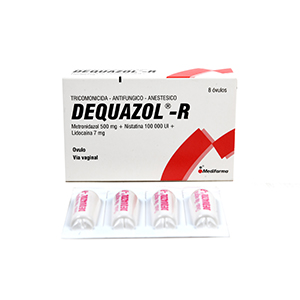 8 óvulos
TRICOMONICIDA - ANTIFUNGICO - ANESTESICO
DEQUAZOL®-R
Metronidazol 500 mg + Nistatina 100 000 UI +
Lidocaína 7 mg
Ovulo
Vía vaginal
Medifarma